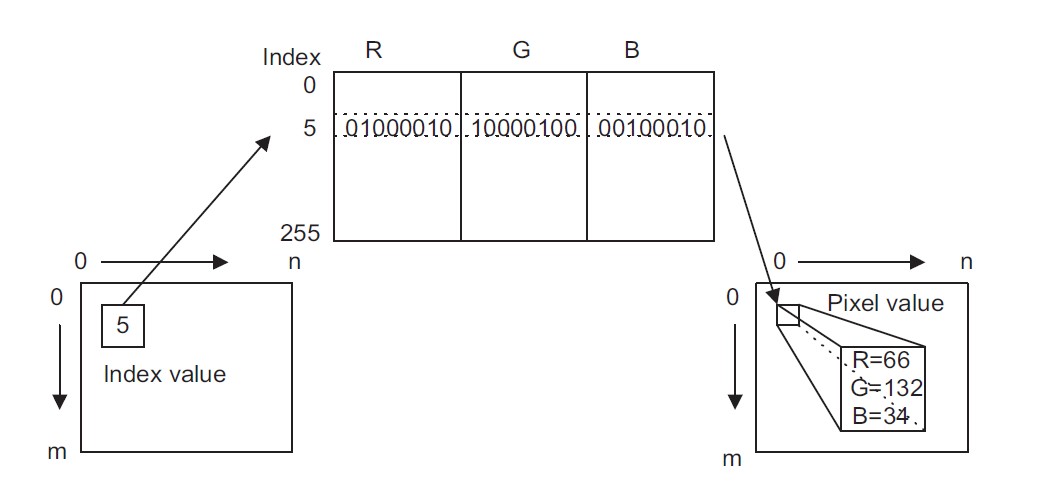 Index R G B
0
5 01000010 10000100 00100010
255
0 n
0
5
Index value
m
0 n
0 Pixel value
R=66
G=132
B=34
m